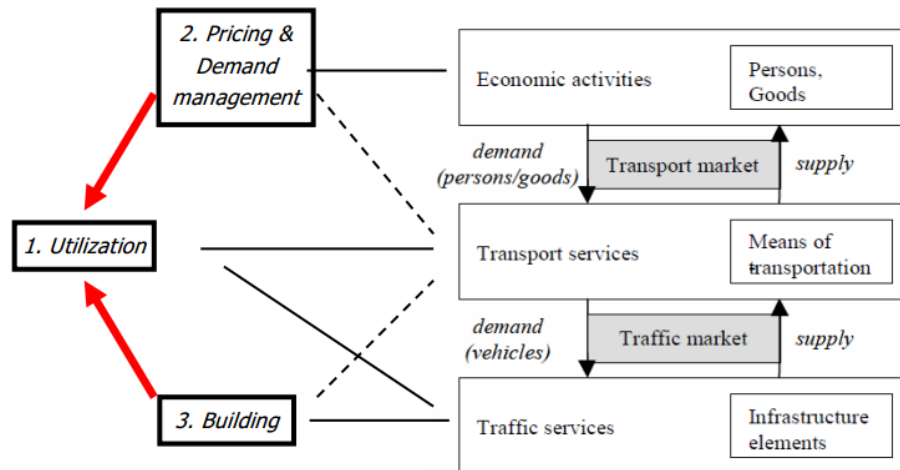 2. Pricing &
Demand
management
1. Utilization
3. Building
Economic activities
Persons,
Goods
demand
(persons/goods)
Transport market
supply
Transport services
Means of
transportation
demand
(vehicles)
Traffic market
supply
Traffic services
Infrastructure
elements